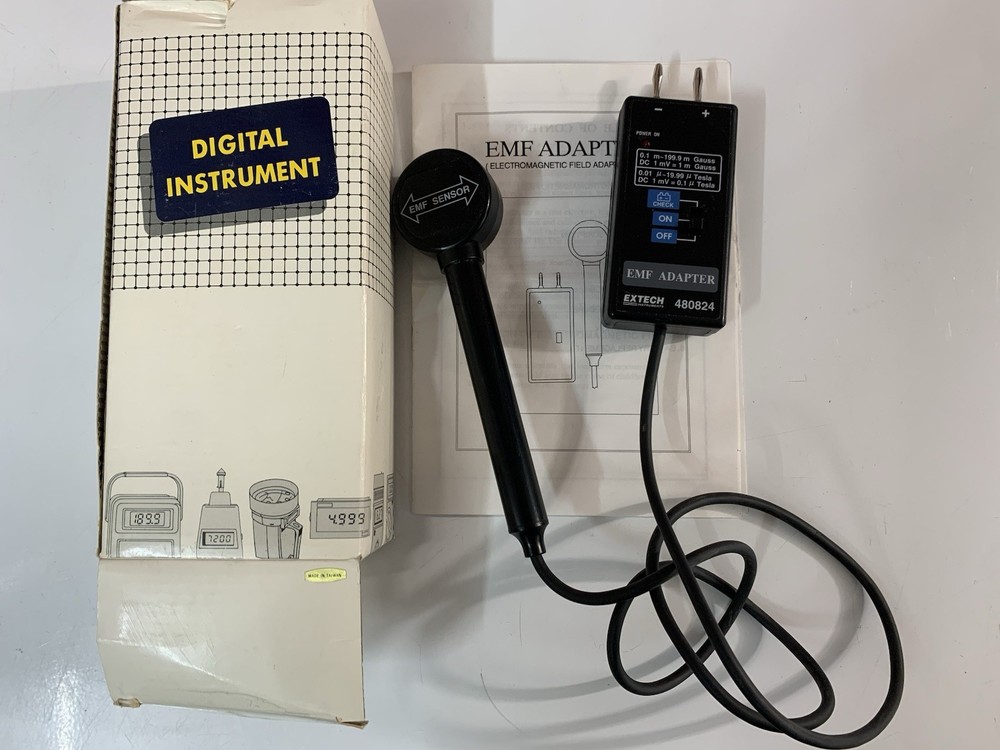 DIGITAL
INSTRUMENT
189.9
7200
4.999
MADE IN TAIWAN
EMF ADAPT
( ELECTROMAGNETIC FIELD ADAP
EMF SENSOR
− +
POWER ON
0.1 m~199.9 m Gauss
DC 1 mV = 1 m Gauss
0.01 μ~19.99 μ Tesla
DC 1 mV = 0.1 μ Tesla
CHECK
ON
OFF
EMF ADAPTER
EXTECH 480824